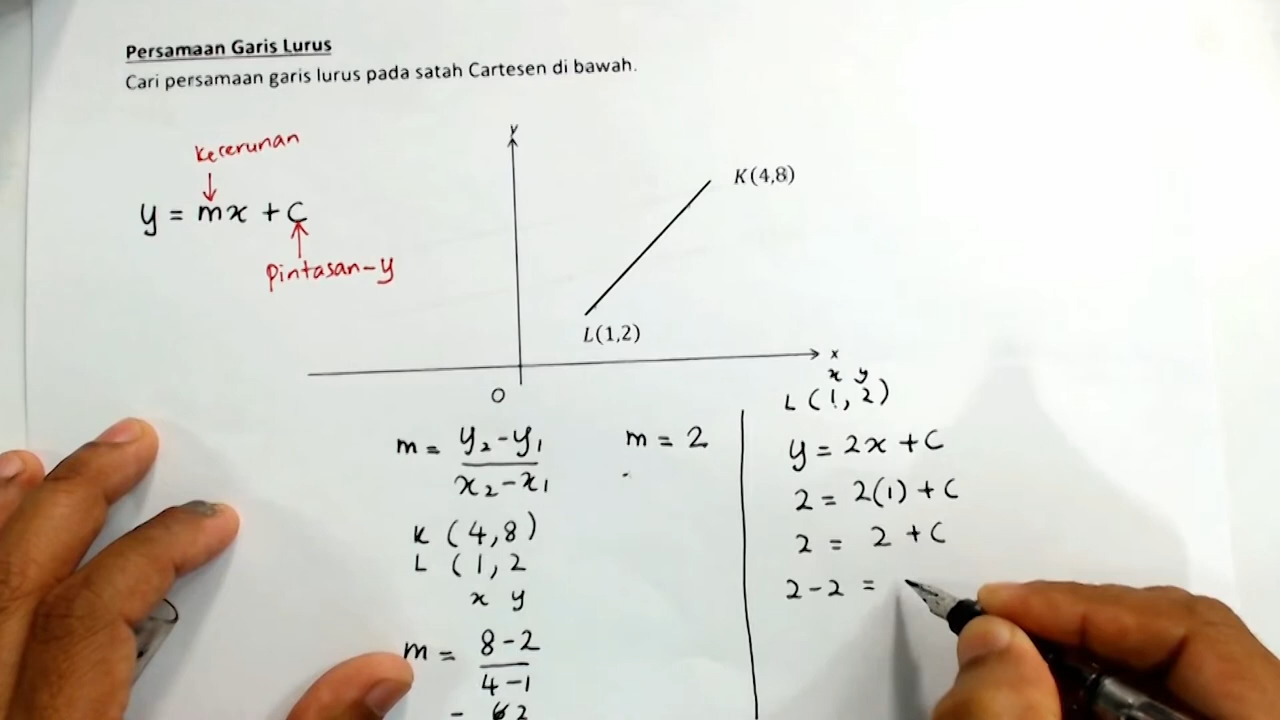 Persamaan Garis Lurus
Cari persamaan garis lurus pada satah Cartesen di bawah.
kecerunan
y = mx + c
pintasan-y
y
K(4,8)
L(1,2)
x
O
m = y₂-y₁
x₂-x₁
K (4,8)
L (1, 2
x y
m = 8-2
4-1
m = 2
x y
L (1, 2)
y = 2x + c
2 = 2(1) + c
2 = 2 + c
2-2 =